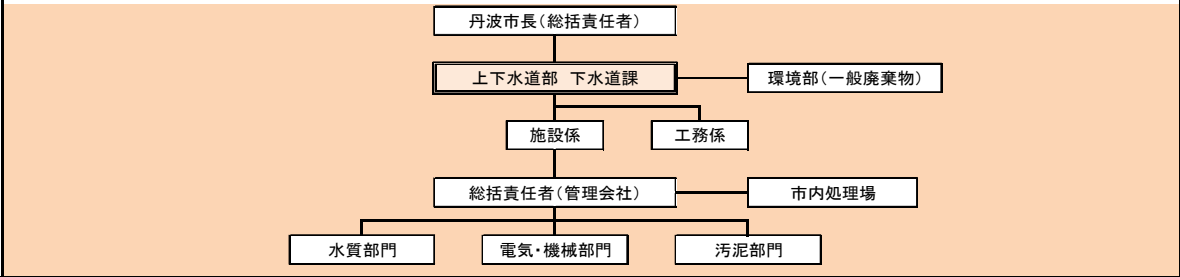 丹波市長（総括責任者）
上下水道部　下水道課
環境部（一般廃棄物）
施設係
工務係
総括責任者（管理会社）
市内処理場
水質部門
電気・機械部門
汚泥部門